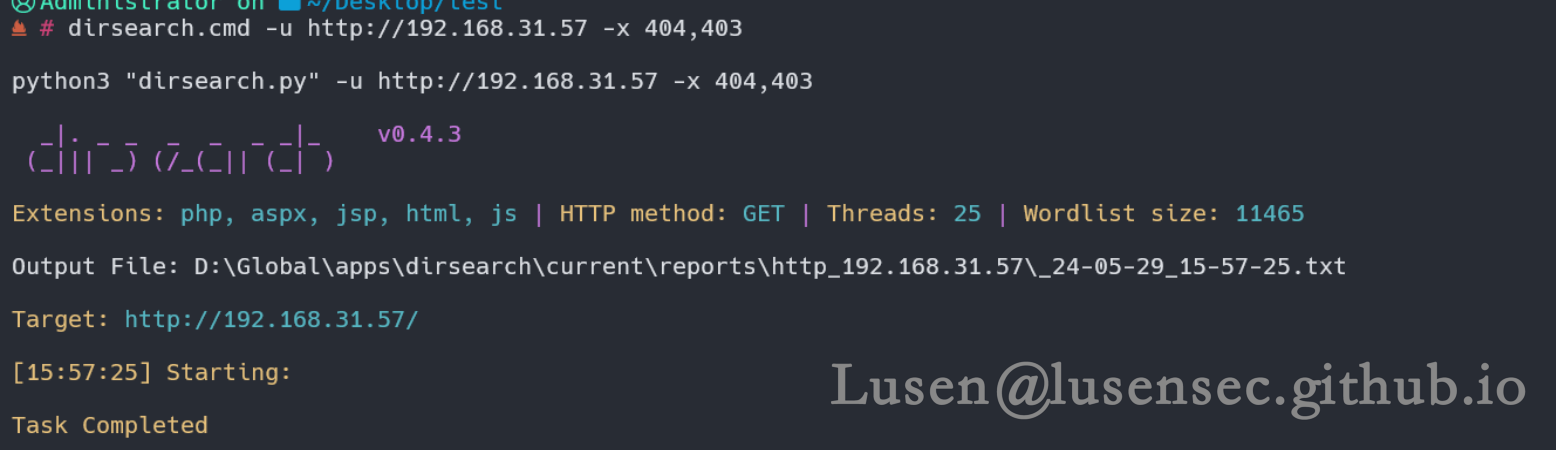 Administrator on ~/Desktop/test
# dirsearch.cmd -u http://192.168.31.57 -x 404,403
python3 "dirsearch.py" -u http://192.168.31.57 -x 404,403
_|. _ _  _  _  _ _|_    v0.4.3
(_||| _) (/_(_|| (_| )
Extensions: php, aspx, jsp, html, js | HTTP method: GET | Threads: 25 | Wordlist size: 11465
Output File: D:\Global\apps\dirsearch\current\reports\http_192.168.31.57\_24-05-29_15-57-25.txt
Target: http://192.168.31.57/
[15:57:25] Starting:
Lusen@lusensec.github.io
Task Completed